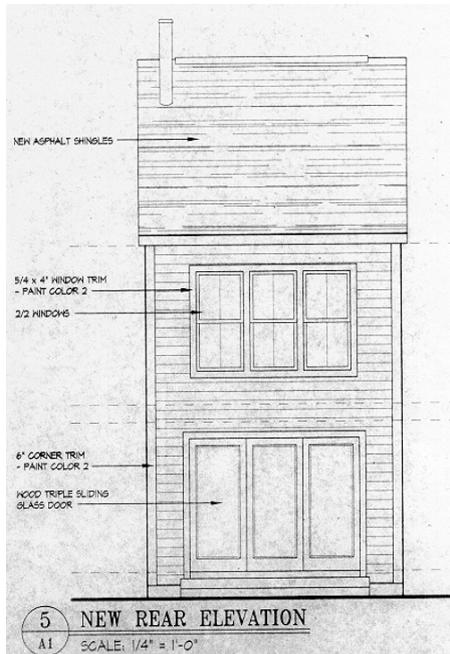 NEW ASPHALT SHINGLES
5/4 x 4" WINDOW TRIM
- PAINT COLOR 2
2/2 WINDOWS
6" CORNER TRIM
- PAINT COLOR 2
WOOD TRIPLE SLIDING
GLASS DOOR
5
A1
NEW REAR ELEVATION
SCALE: 1/4" = 1'-0"